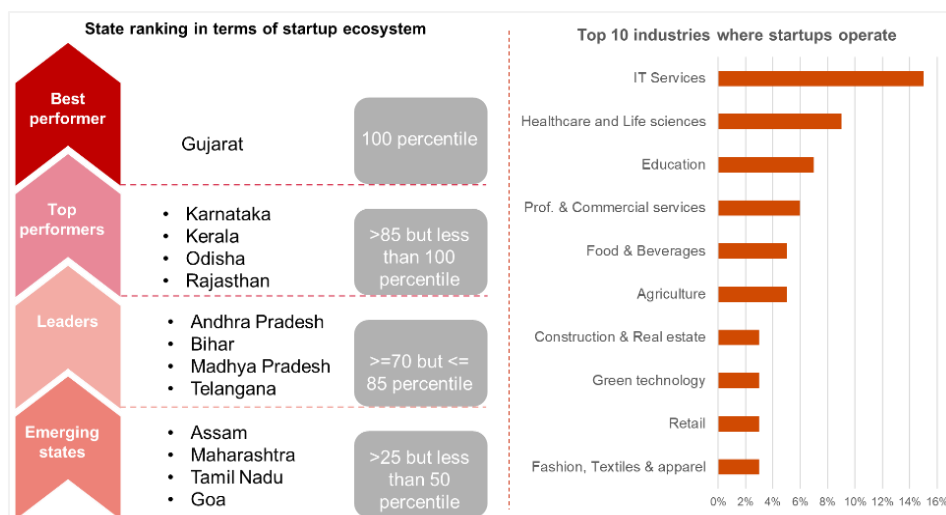 State ranking in terms of startup ecosystem
Best
performer
Gujarat
100 percentile
Top
performers
• Karnataka
• Kerala
• Odisha
• Rajasthan
>85 but less
than 100
percentile
Leaders
• Andhra Pradesh
• Bihar
• Madhya Pradesh
• Telangana
>=70 but <=
85 percentile
Emerging
states
• Assam
• Maharashtra
• Tamil Nadu
• Goa
>25 but less
than 50
percentile
Top 10 industries where startups operate
IT Services
Healthcare and Life sciences
Education
Prof. & Commercial services
Food & Beverages
Agriculture
Construction & Real estate
Green technology
Retail
Fashion, Textiles & apparel
0% 2% 4% 6% 8% 10% 12% 14% 16%